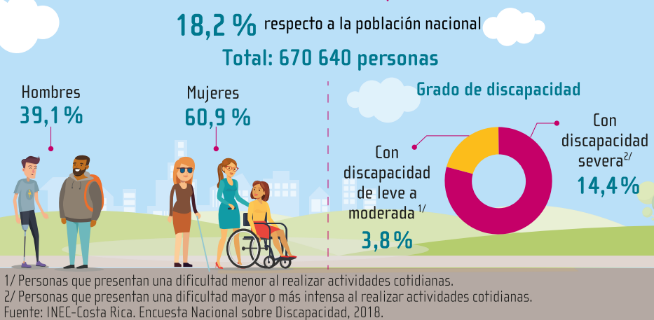 18,2 % respecto a la población nacional
Total: 670 640 personas
Hombres
39,1 %
Mujeres
60,9 %
Grado de discapacidad
Con
discapacidad
de leve a
moderada 1/
3,8 %
Con
discapacidad
severa2/
14,4 %
1/ Personas que presentan una dificultad menor al realizar actividades cotidianas.
2/ Personas que presentan una dificultad mayor o más intensa al realizar actividades cotidianas.
Fuente: INEC-Costa Rica. Encuesta Nacional sobre Discapacidad, 2018.